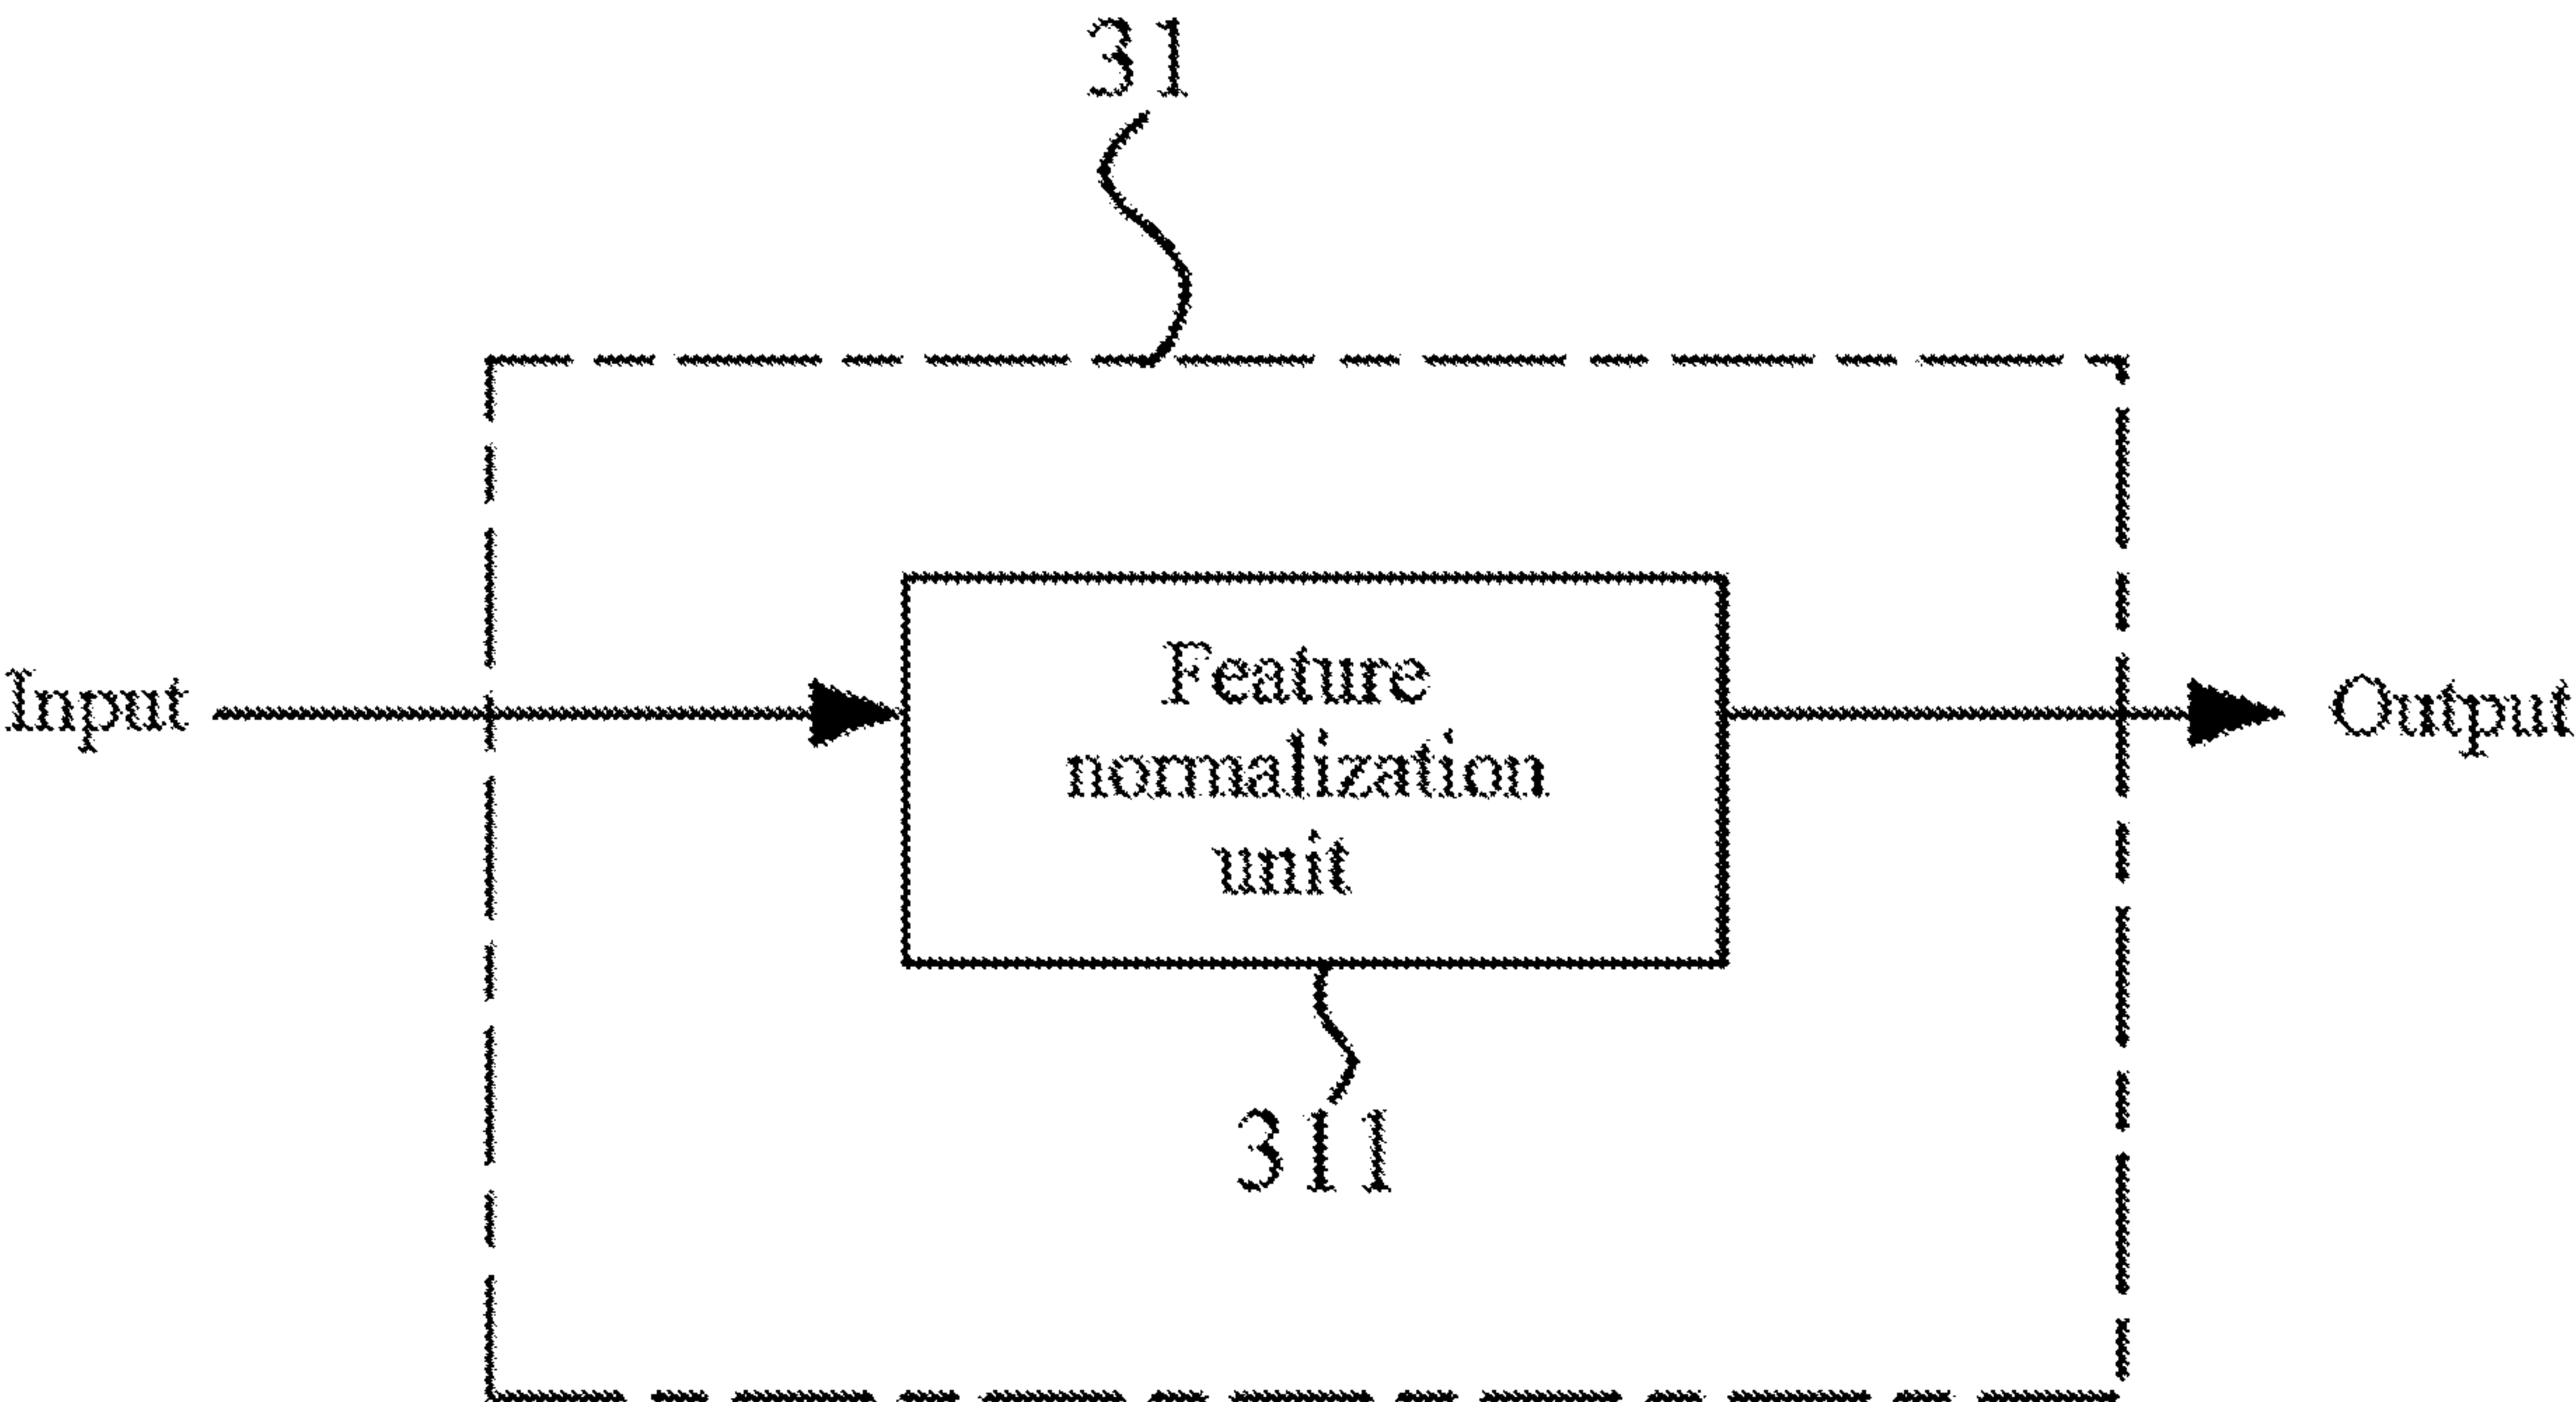 31
Input
Feature
normalization
unit
Output
311